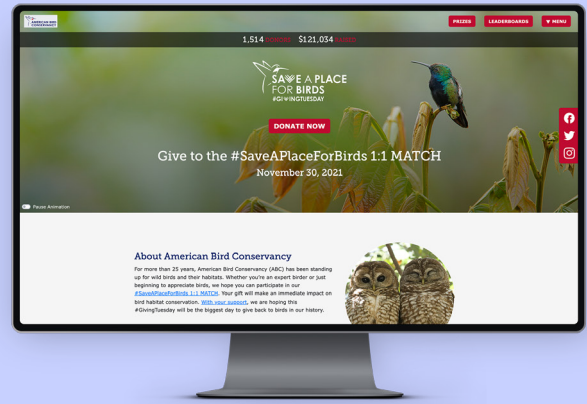 AMERICAN BIRD
CONSERVANCY
PRIZES
LEADERBOARDS
MENU
1,514 $121,034
SAVE A PLACE
FOR BIRDS
#GIVINGTUESDAY
DONATE NOW
Give to the #SaveAPlaceForBirds 1:1 MATCH
November 30, 2021
Pause Animation
About American Bird Conservancy
For more than 25 years, American Bird Conservancy (ABC) has been standing
up for wild birds and their habitats. Whether you're an expert birder or just
beginning to appreciate birds, we hope you can participate in our
#SaveAPlaceForBirds 1:1 MATCH. Your gift will make an immediate impact on
bird habitat conservation. With your support, we are hoping this
#GivingTuesday will be the biggest day to give back to birds in our history.